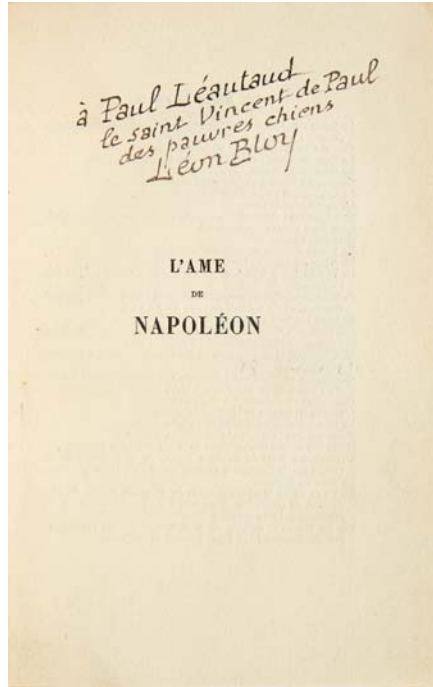 à Paul Léautaud
le saint Vincent de Paul
des pauvres chiens
Léon Bloy
L'AME
DE
NAPOLÉON